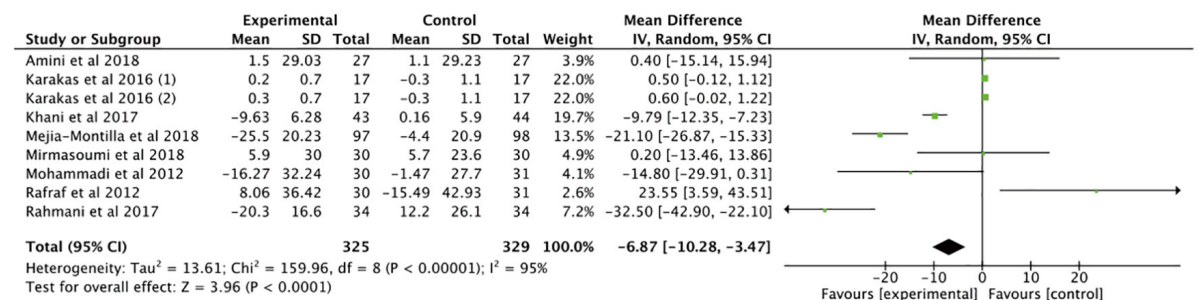 Experimental Control Mean Difference Mean Difference
Study or Subgroup Mean SD Total Mean SD Total Weight IV, Random, 95% CI IV, Random, 95% CI
Amini et al 2018 1.5 29.03 27 1.1 29.23 27 3.9% 0.40 [-15.14, 15.94]
Karakas et al 2016 (1) 0.2 0.7 17 -0.3 1.1 17 22.0% 0.50 [-0.12, 1.12]
Karakas et al 2016 (2) 0.3 0.7 17 -0.3 1.1 17 22.0% 0.60 [-0.02, 1.22]
Khani et al 2017 -9.63 6.28 43 0.16 5.9 44 19.7% -9.79 [-12.35, -7.23]
Mejia-Montilla et al 2018 -25.5 20.23 97 -4.4 20.9 98 13.5% -21.10 [-26.87, -15.33]
Mirmasoumi et al 2018 5.9 30 30 5.7 23.6 30 4.9% 0.20 [-13.46, 13.86]
Mohammadi et al 2012 -16.27 32.24 30 -1.47 27.7 31 4.1% -14.80 [-29.91, 0.31]
Rafraf et al 2012 8.06 36.42 30 -15.49 42.93 31 2.6% 23.55 [3.59, 43.51]
Rahmani et al 2017 -20.3 16.6 34 12.2 26.1 34 7.2% -32.50 [-42.90, -22.10]
Total (95% CI) 325 329 100.0% -6.87 [-10.28, -3.47]
Heterogeneity: Tau² = 13.61; Chi² = 159.96, df = 8 (P < 0.00001); I² = 95%
Test for overall effect: Z = 3.96 (P < 0.0001)
-20 -10 0 10 20
Favours [experimental] Favours [control]